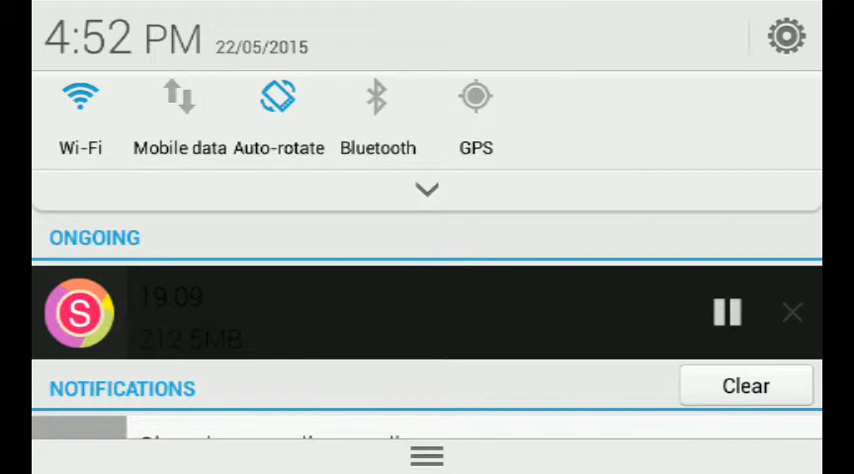 4:52 PM 22/05/2015
Wi-Fi Mobile data Auto-rotate Bluetooth GPS
ONGOING
S
19:09
212.5MB
NOTIFICATIONS
Clear